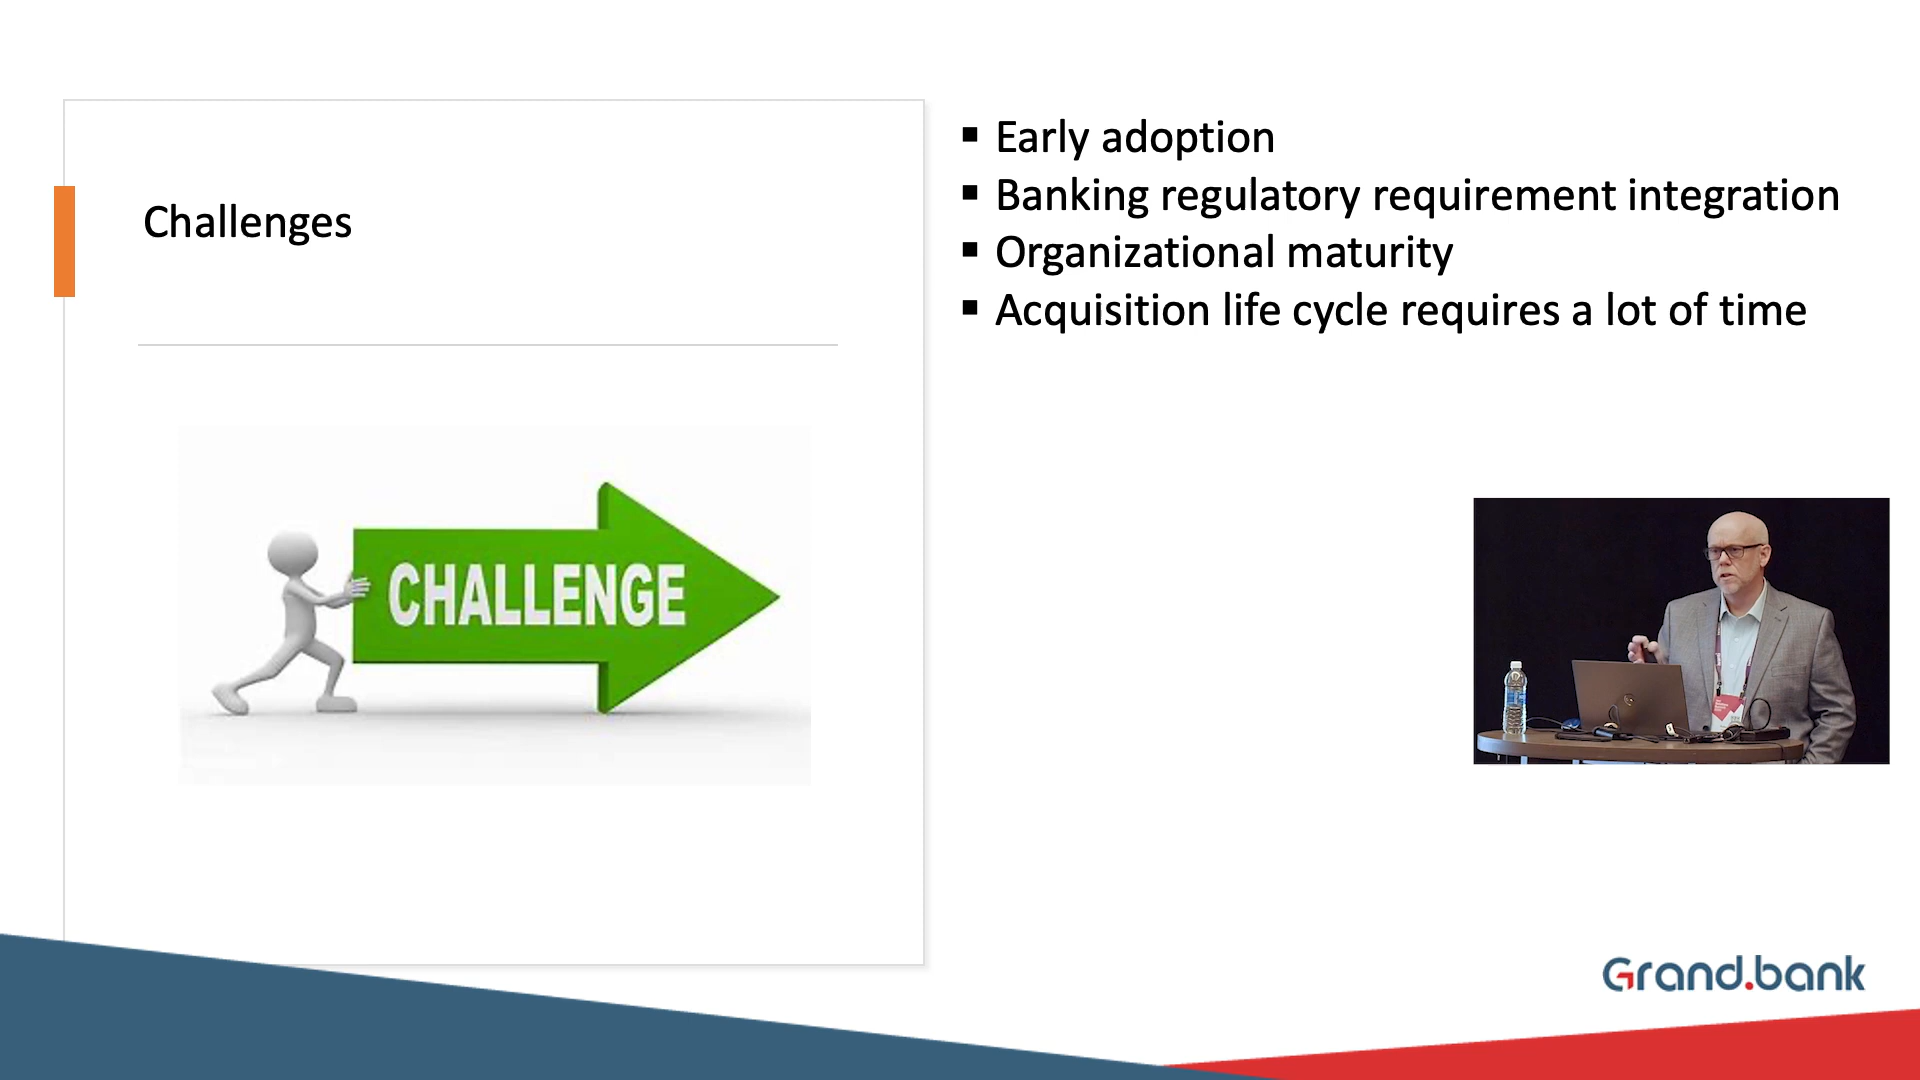 Challenges
CHALLENGE
Early adoption
Banking regulatory requirement integration
Organizational maturity
Acquisition life cycle requires a lot of time
Grand.bank